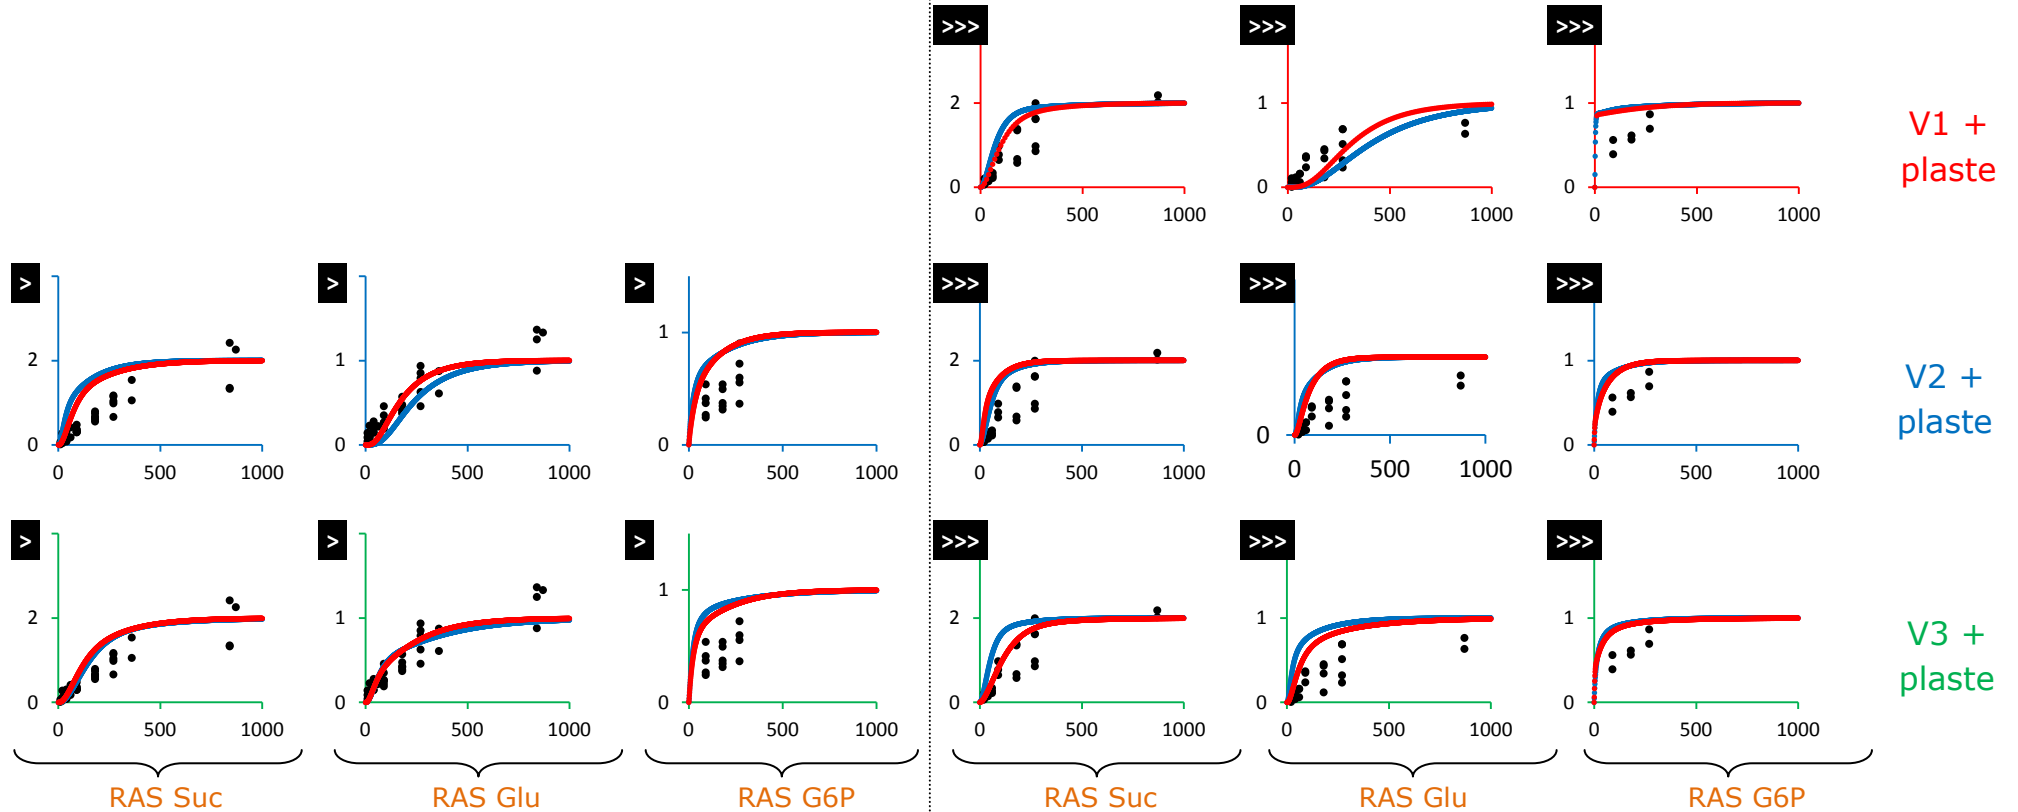 >>> >>> >>>
2 1 1
0 0 0
0 500 1000 0 500 1000 0 500 1000
V1 +
plaste
> > > >>> >>> >>>
2 1 1 2 1
0 0 0 0 0 0
0 500 1000 0 500 1000 0 500 1000 0 500 1000 0 500 1000 0 500 1000
V2 +
plaste
> > > >>> >>> >>>
2 1 1 2 1 1
0 0 0 0 0 0
0 500 1000 0 500 1000 0 500 1000 0 500 1000 0 500 1000 0 500 1000
V3 +
plaste
RAS Suc RAS Glu RAS G6P RAS Suc RAS Glu RAS G6P